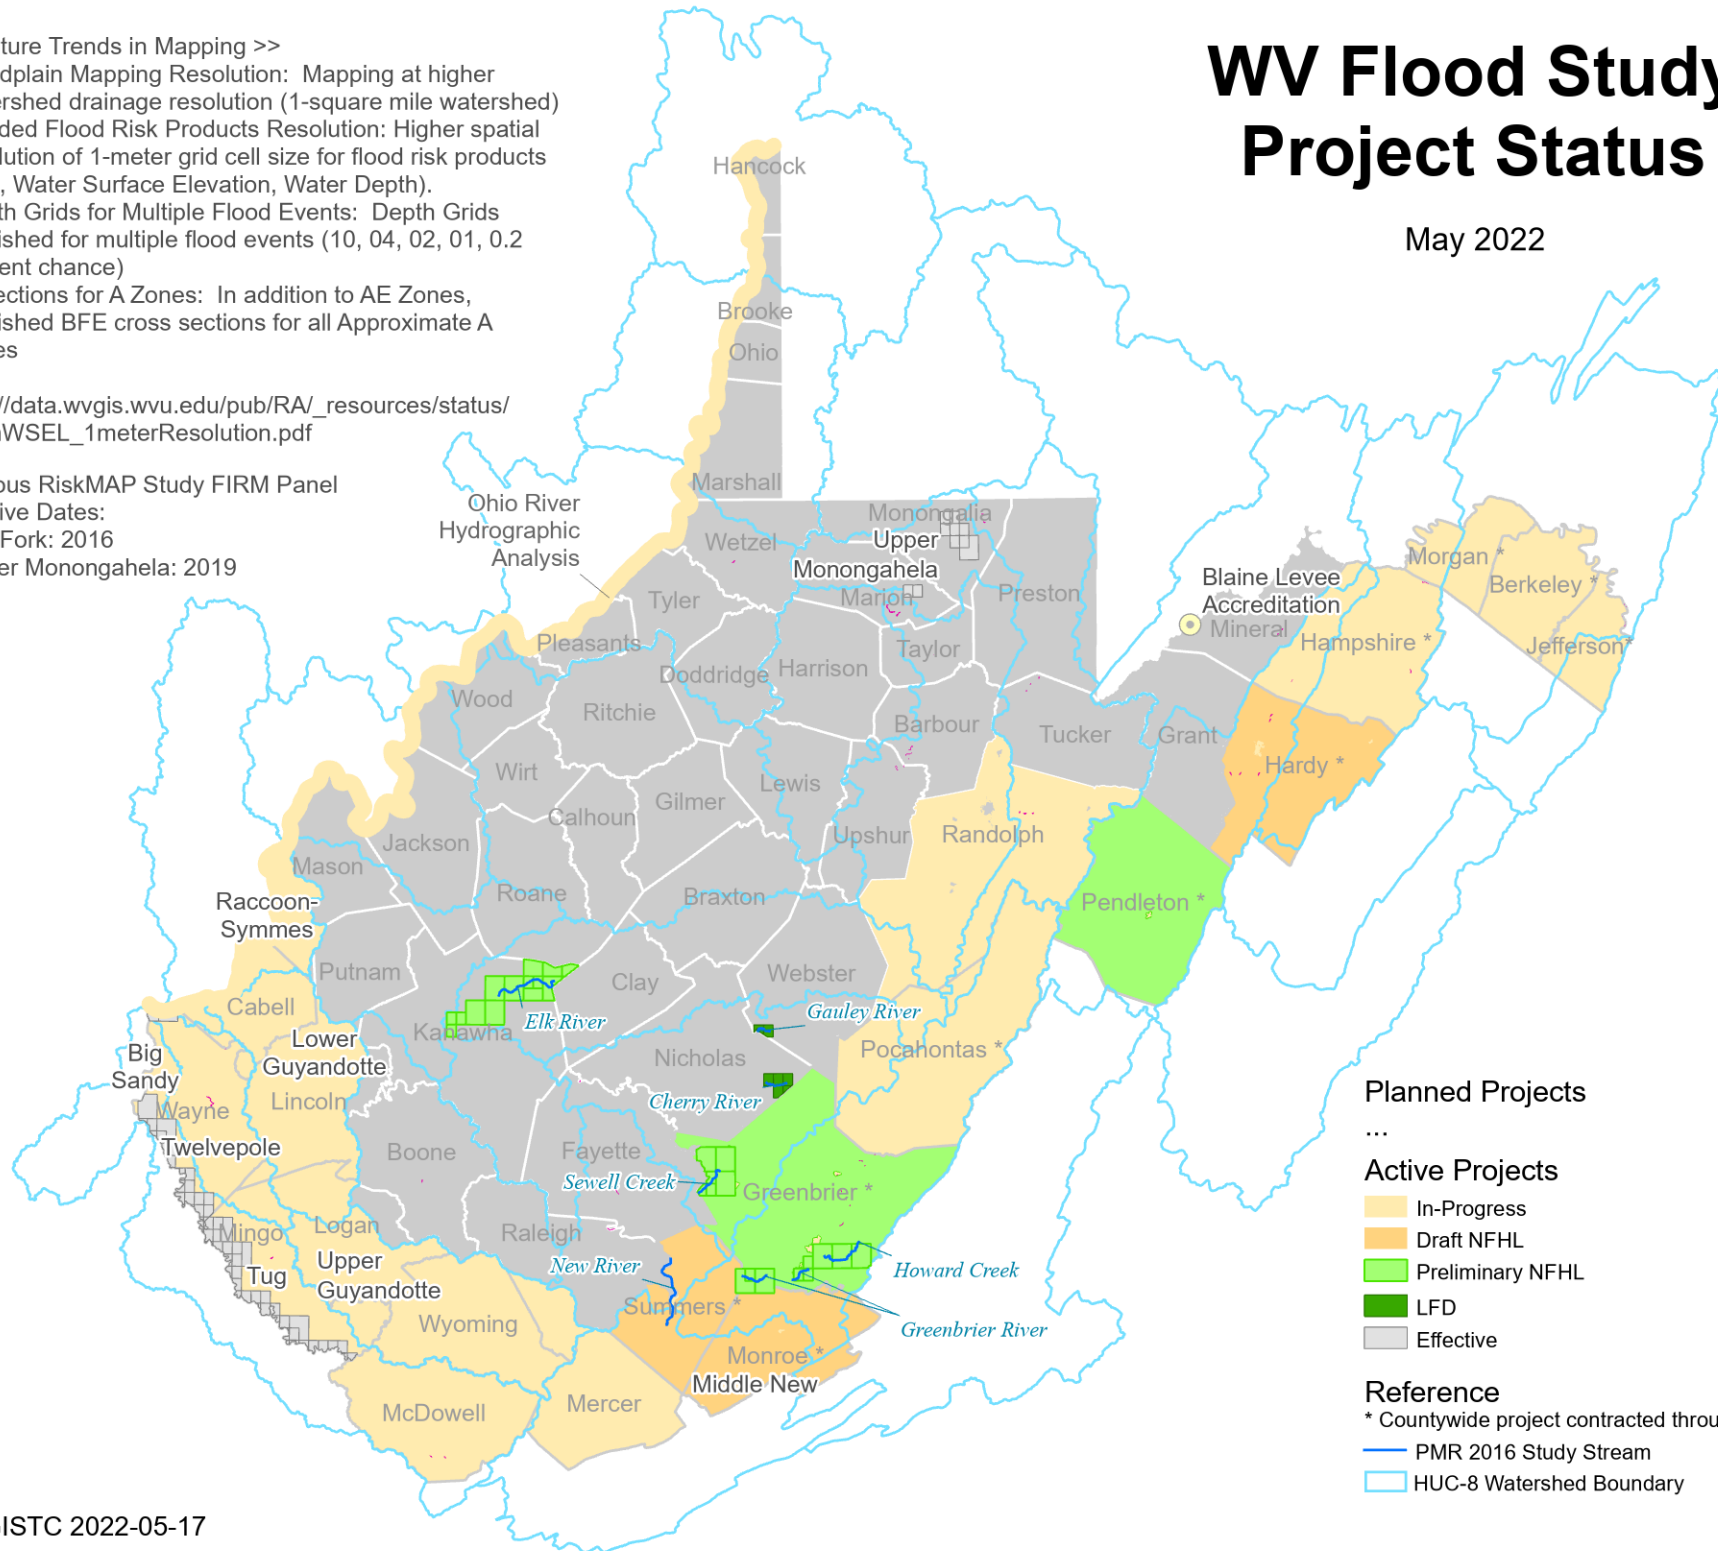 ture Trends in Mapping >>
dplain Mapping Resolution: Mapping at higher
ershed drainage resolution (1-square mile watershed)
ded Flood Risk Products Resolution: Higher spatial
lution of 1-meter grid cell size for flood risk products
, Water Surface Elevation, Water Depth).
th Grids for Multiple Flood Events: Depth Grids
ished for multiple flood events (10, 04, 02, 01, 0.2
ent chance)
ections for A Zones: In addition to AE Zones,
ished BFE cross sections for all Approximate A
es
//data.wvgis.wvu.edu/pub/RA/_resources/status/
WSEL_1meterResolution.pdf
ous RiskMAP Study FIRM Panel
ive Dates:
Fork: 2016
er Monongahela: 2019
WV Flood Study
Project Status
May 2022
Hancock
Brooke
Ohio
Marshall
Ohio River
Hydrographic
Analysis
Wetzel
Monongalia
Upper
Monongahela
Marion
Preston
Tyler
Pleasants
Doddridge
Harrison
Taylor
Blaine Levee
Accreditation
Mineral
Hampshire *
Morgan *
Berkeley *
Jefferson*
Wood
Ritchie
Barbour
Tucker
Grant
Hardy *
Wirt
Calhoun
Gilmer
Lewis
Upshur
Randolph
Jackson
Mason
Roane
Braxton
Pendleton *
Raccoon-
Symmes
Putnam
Clay
Webster
Cabell
Kanawha
Elk River
Gauley River
Nicholas
Pocahontas *
Lower
Guyandotte
Big
Sandy
Wayne
Lincoln
Cherry River
Twelvepole
Boone
Fayette
Sewell Creek
Greenbrier *
Mingo
Logan
Raleigh
Tug
Upper
Guyandotte
New River
Howard Creek
Summers *
Greenbrier River
Wyoming
Monroe *
Middle New
McDowell
Mercer
Planned Projects
...
Active Projects
In-Progress
Draft NFHL
Preliminary NFHL
LFD
Effective
Reference
* Countywide project contracted throu
PMR 2016 Study Stream
HUC-8 Watershed Boundary
ISTC 2022-05-17